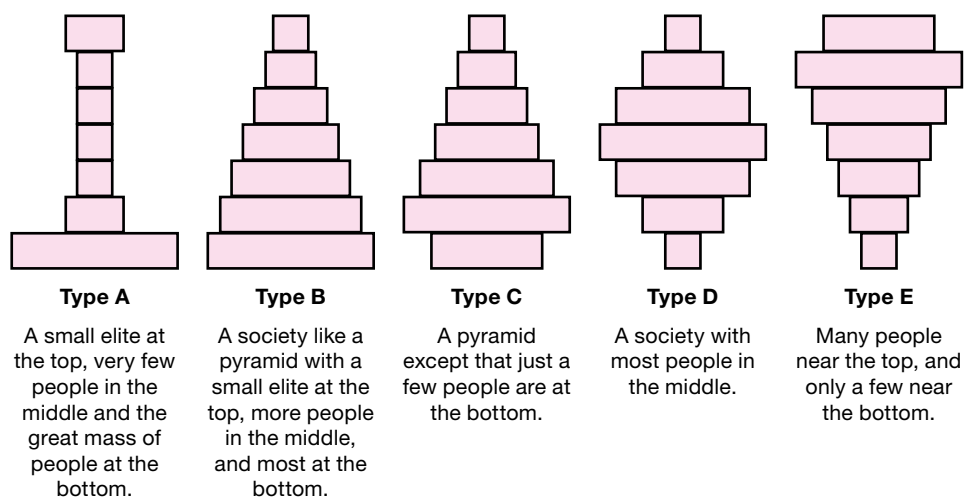 Type A
A small elite at
the top, very few
people in the
middle and the
great mass of
people at the
bottom.
Type B
A society like a
pyramid with a
small elite at the
top, more people
in the middle,
and most at the
bottom.
Type C
A pyramid
except that just a
few people are at
the bottom.
Type D
A society with
most people in
the middle.
Type E
Many people
near the top, and
only a few near
the bottom.